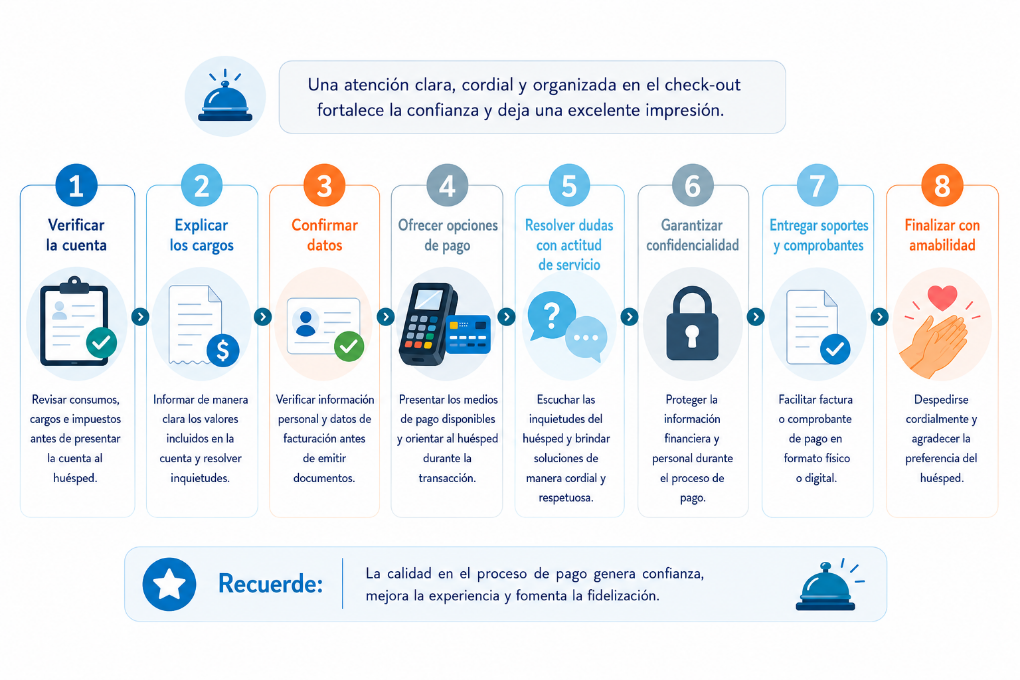 Una atención clara, cordial y organizada en el check-out
fortalece la confianza y deja una excelente impresión.
1
Verificar
la cuenta
Revisar consumos,
cargos e impuestos
antes de presentar
la cuenta al
huésped.
2
Explicar
los cargos
$
Informar de manera
clara los valores
incluidos en la
cuenta y resolver
inquietudes.
3
Confirmar
datos
Verificar información
personal y datos de
facturación antes
de emitir
documentos.
4
Ofrecer opciones
de pago
Presentar los medios
de pago disponibles
y orientar al huésped
durante la
transacción.
5
Resolver dudas
con actitud
de servicio
?
Escuchar las
inquietudes del
huésped y brindar
soluciones de
manera cordial y
respetuosa.
6
Garantizar
confidencialidad
Proteger la
información
financiera y
personal durante
el proceso de
pago.
7
Entregar soportes
y comprobantes
Facilitar factura
o comprobante
de pago en
formato físico
o digital.
8
Finalizar con
amabilidad
Despedirse
cordialmente y
agradecer la
preferencia del
huésped.
Recuerde:
La calidad en el proceso de pago genera confianza,
mejora la experiencia y fomenta la fidelización.